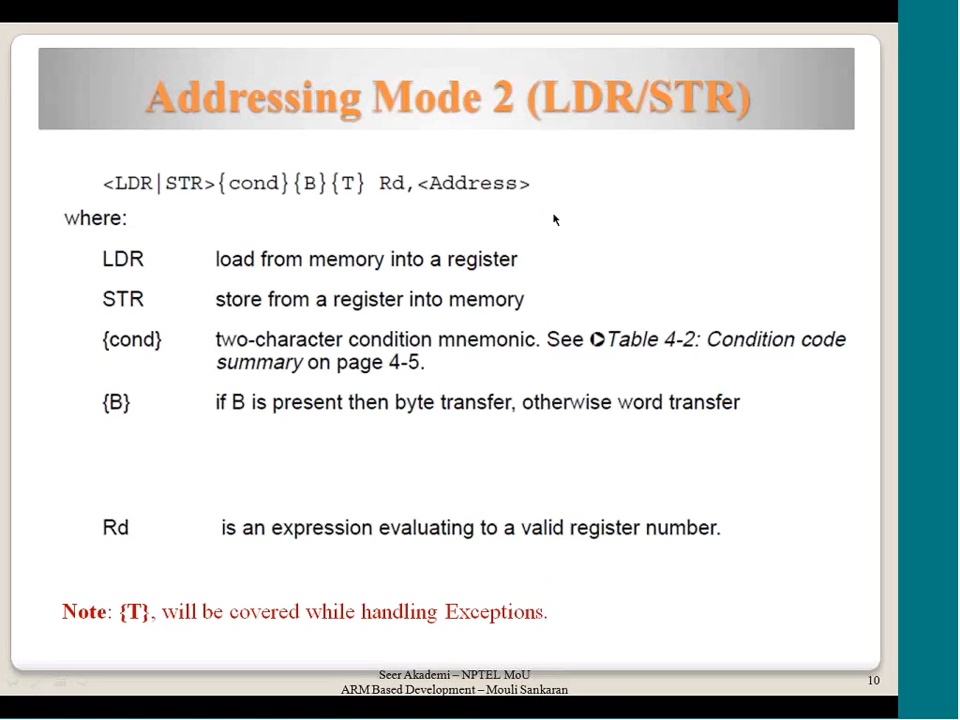 Addressing Mode 2 (LDR/STR)
<LDR|STR>{cond}{B}{T} Rd,<Address>
where:
LDR load from memory into a register
STR store from a register into memory
{cond} two-character condition mnemonic. See Table 4-2: Condition code
summary on page 4-5.
{B} if B is present then byte transfer, otherwise word transfer
Rd is an expression evaluating to a valid register number.
Note: {T}, will be covered while handling Exceptions.
Seer Akademi – NPTEL MoU
ARM Based Development – Mouli Sankaran
10